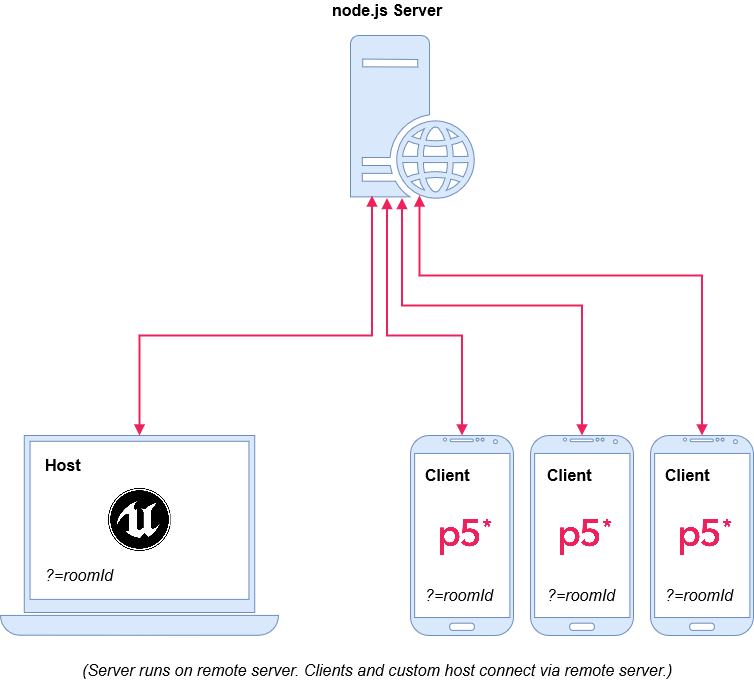 node.js Server
Host
?=roomId
Client
p5*
?=roomId
Client
p5*
?=roomId
Client
p5*
?=roomId
(Server runs on remote server. Clients and custom host connect via remote server.)